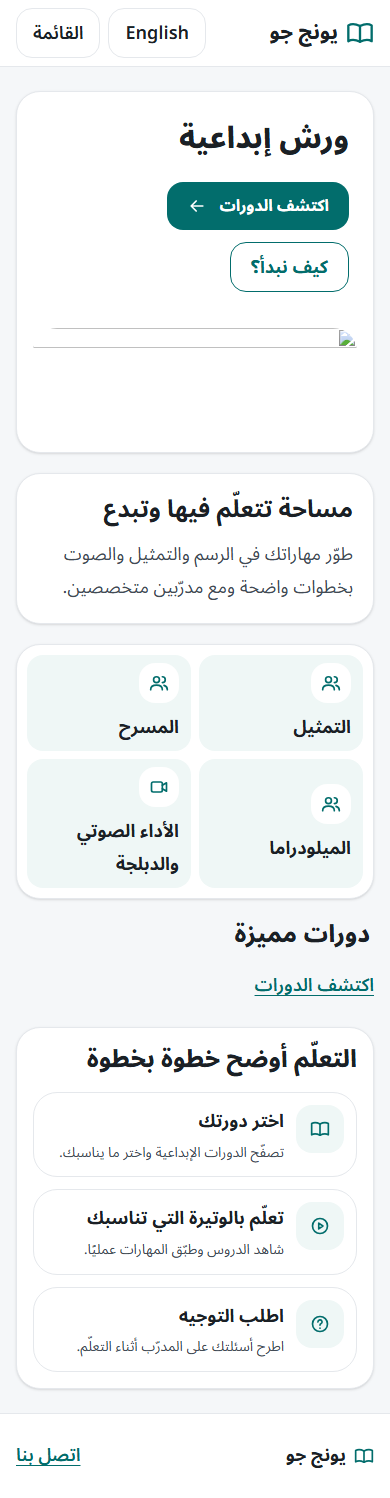 يونج جو
English
القائمة
ورش إبداعية
اكتشف الدورات
كيف نبدأ؟
مساحة تتعلّم فيها وتبدع
طوّر مهاراتك في الرسم والتمثيل والصوت
بخطوات واضحة ومع مدرّبين متخصصين.
التمثيل
المسرح
الميلودراما
الأداء الصوتي
والدبلجة
دورات مميزة
اكتشف الدورات
التعلّم أوضح خطوة بخطوة
اختر دورتك
تصفّح الدورات الإبداعية واختر ما يناسبك.
تعلّم بالوتيرة التي تناسبك
شاهد الدروس وطبّق المهارات عمليًا.
اطلب التوجيه
اطرح أسئلتك على المدرّب أثناء التعلّم.
يونج جو
اتصل بنا